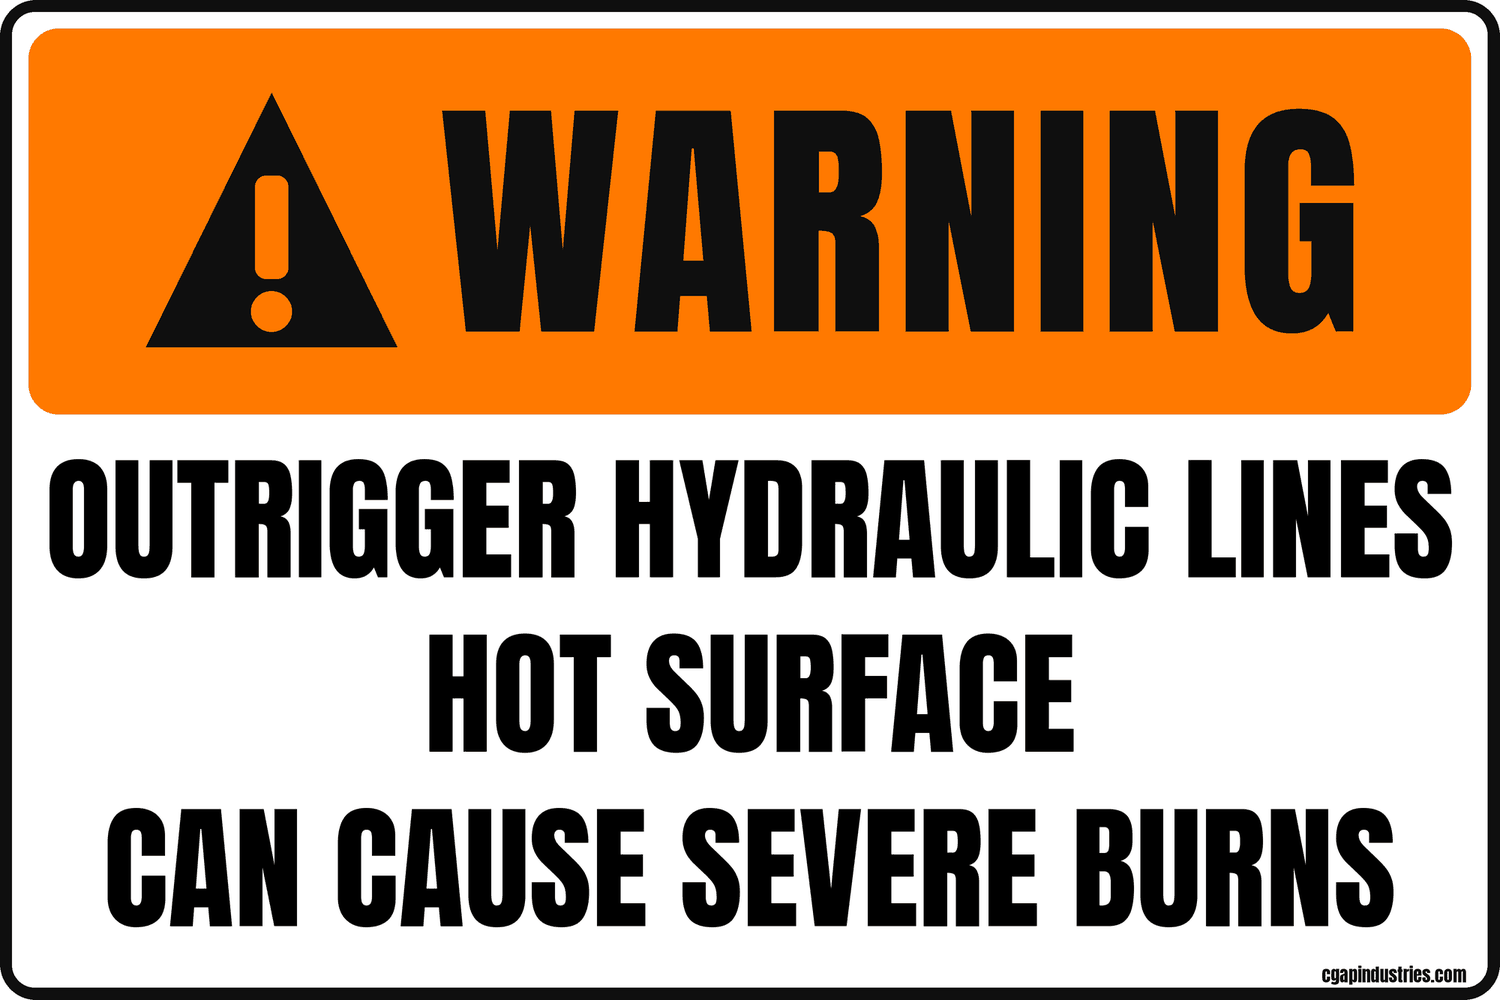 WARNING
OUTRIGGER HYDRAULIC LINES
HOT SURFACE
CAN CAUSE SEVERE BURNS
cgapindustries.com